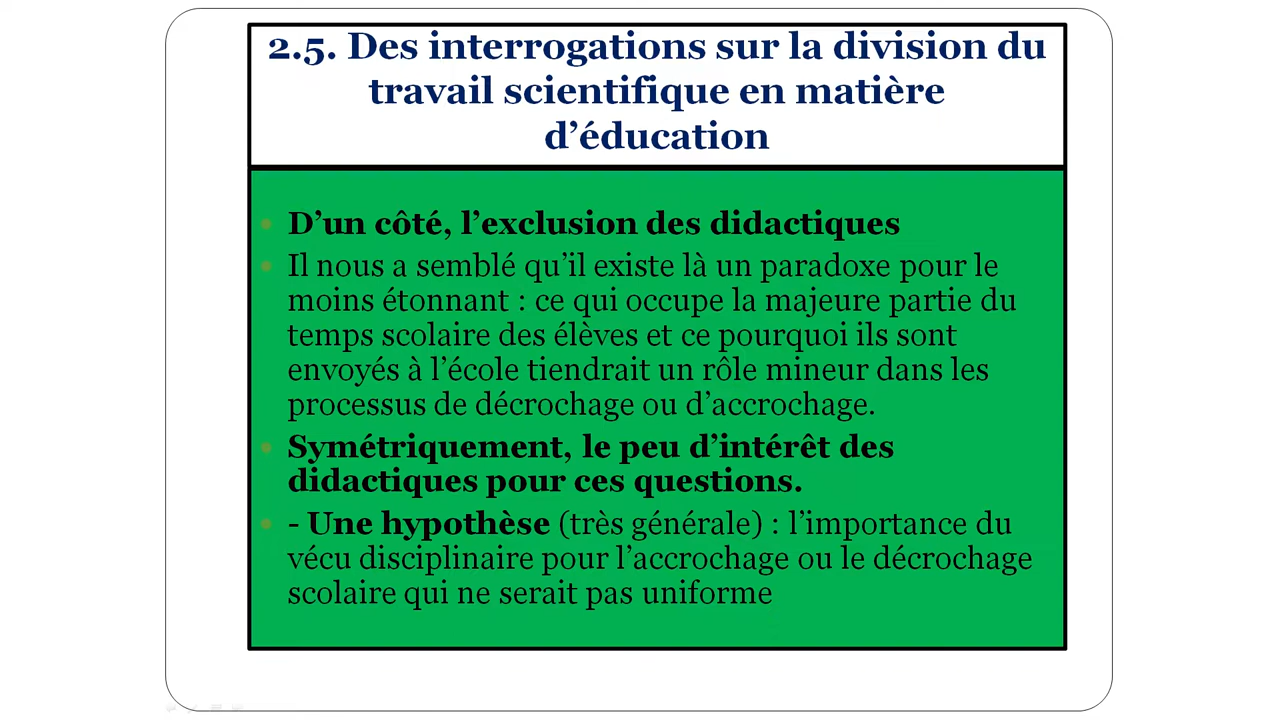 2.5. Des interrogations sur la division du
travail scientifique en matière
d’éducation
D’un côté, l’exclusion des didactiques
Il nous a semblé qu’il existe là un paradoxe pour le
moins étonnant : ce qui occupe la majeure partie du
temps scolaire des élèves et ce pourquoi ils sont
envoyés à l’école tiendrait un rôle mineur dans les
processus de décrochage ou d’accrochage.
Symétriquement, le peu d’intérêt des
didactiques pour ces questions.
- Une hypothèse (très générale) : l’importance du
vécu disciplinaire pour l’accrochage ou le décrochage
scolaire qui ne serait pas uniforme